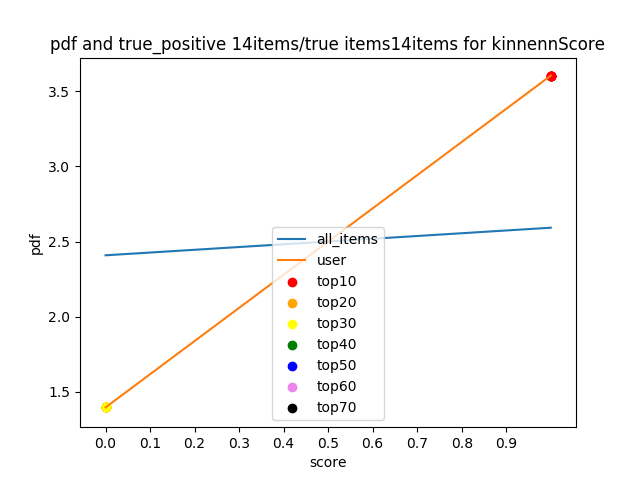 pdf and true_positive 14items/true items14items for kinnennScore
pdf
3.5
3.0
2.5
2.0
1.5
all_items
user
top10
top20
top30
top40
top50
top60
top70
0.0 0.1 0.2 0.3 0.4 0.5 0.6 0.7 0.8 0.9
score